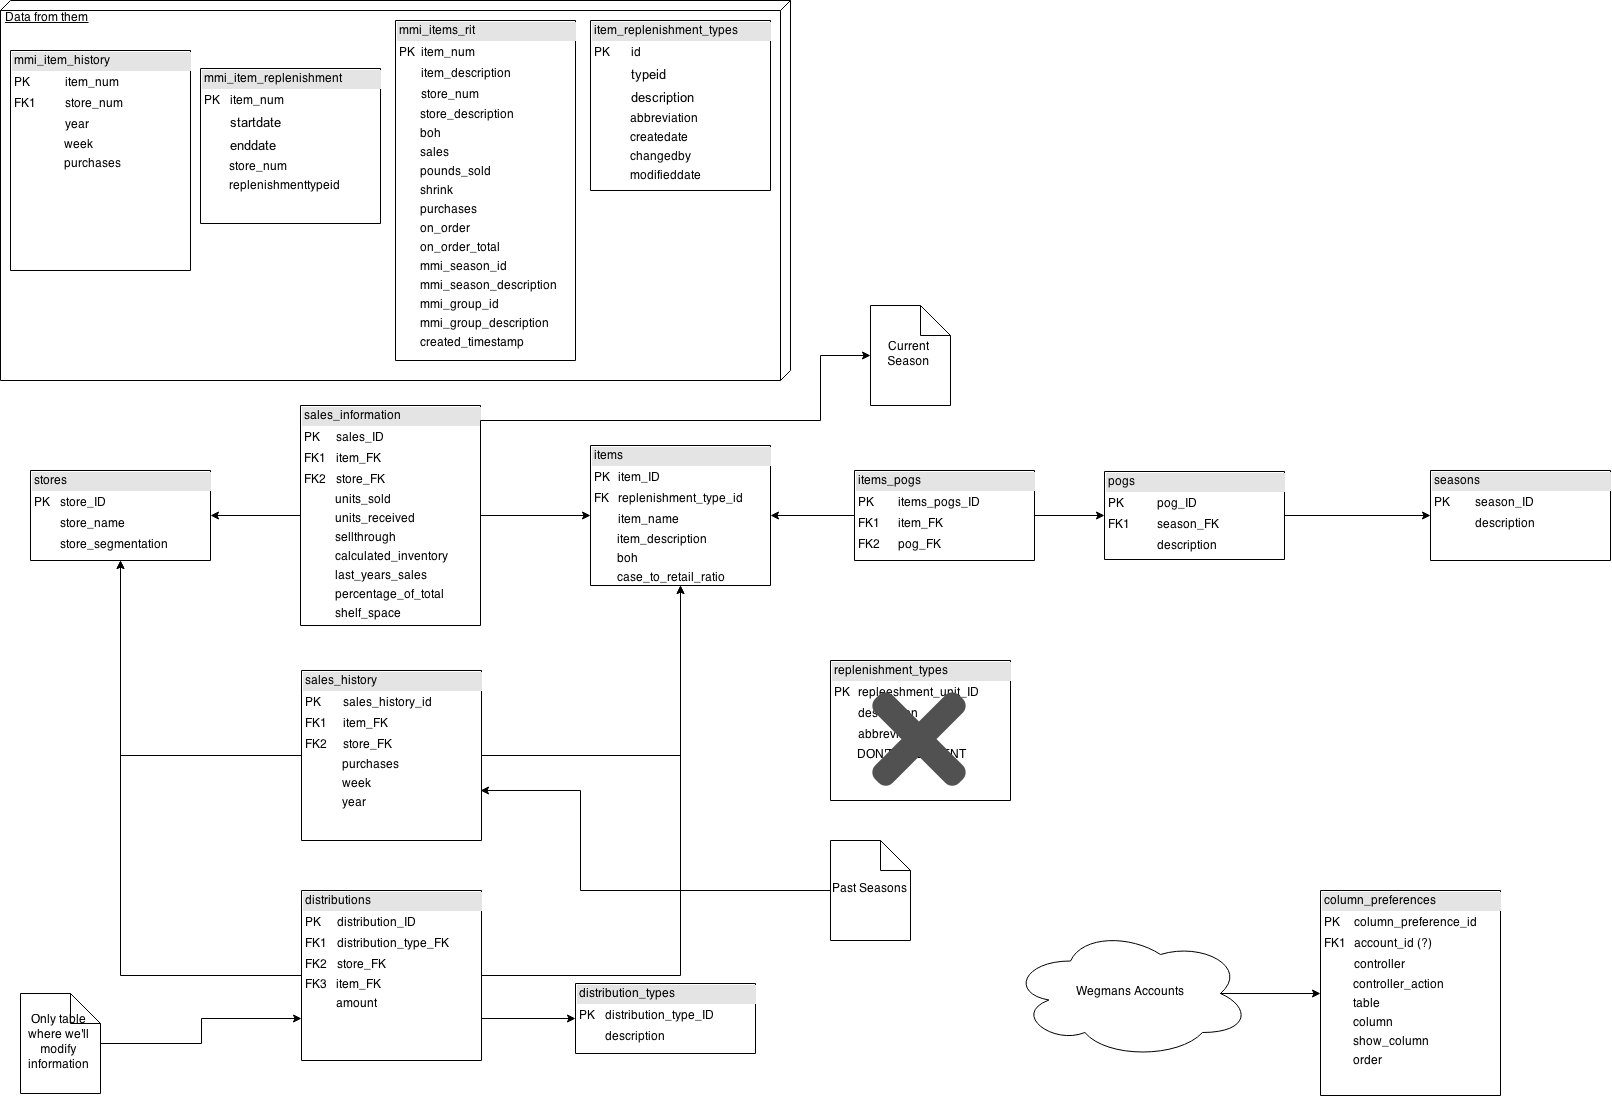 Data from them
mmi_item_history
PK item_num
FK1 store_num
year
week
purchases
mmi_item_replenishment
PK item_num
startdate
enddate
store_num
replenishmenttypeid
mmi_items_rit
PK item_num
item_description
store_num
store_description
boh
sales
pounds_sold
shrink
purchases
on_order
on_order_total
mmi_season_id
mmi_season_description
mmi_group_id
mmi_group_description
created_timestamp
item_replenishment_types
PK id
typeid
description
abbreviation
createdate
changedby
modifieddate
Current
Season
sales_information
PK sales_ID
FK1 item_FK
FK2 store_FK
units_sold
units_received
sellthrough
calculated_inventory
last_years_sales
percentage_of_total
shelf_space
stores
PK store_ID
store_name
store_segmentation
items
PK item_ID
FK replenishment_type_id
item_name
item_description
boh
case_to_retail_ratio
items_pogs
PK items_pogs_ID
FK1 item_FK
FK2 pog_FK
pogs
PK pog_ID
FK1 season_FK
description
seasons
PK season_ID
description
sales_history
PK sales_history_id
FK1 item_FK
FK2 store_FK
purchases
week
year
replenishment_types
PK repleeshment_unit_ID
Past Seasons
distributions
PK distribution_ID
FK1 distribution_type_FK
FK2 store_FK
FK3 item_FK
amount
Only table
where we'll
modify
information
distribution_types
PK distribution_type_ID
description
Wegmans Accounts
column_preferences
PK column_preference_id
FK1 account_id (?)
controller
controller_action
table
column
show_column
order